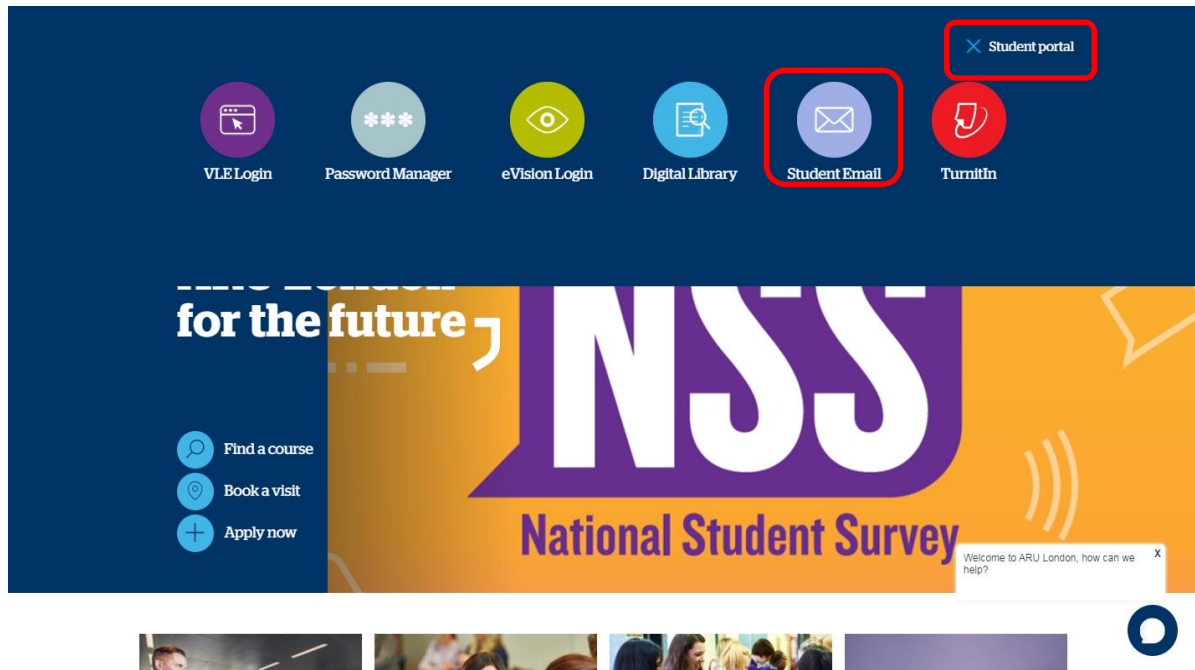 Student portal
VLE Login
Password Manager
eVision Login
Digital Library
Student Email
TurnitIn
for the future
NSS
Find a course
Book a visit
Apply now
National Student Survey
Welcome to ARU London, how can we
help?
X